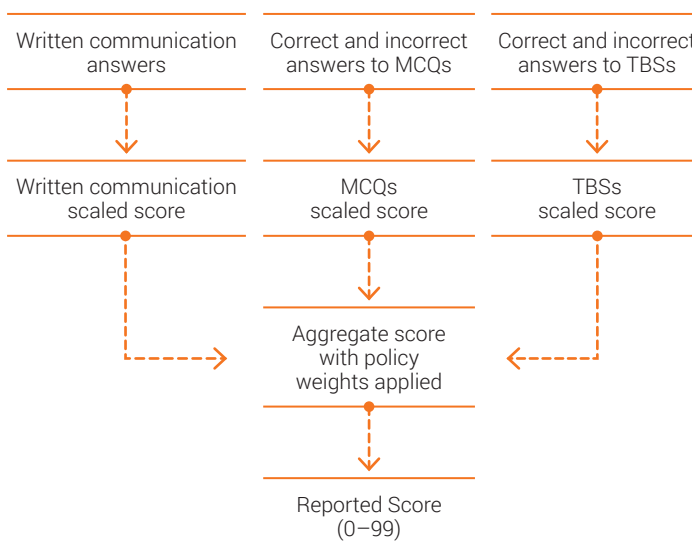 Written communication
answers
Correct and incorrect
answers to MCQs
Correct and incorrect
answers to TBSs
Written communication
scaled score
MCQs
scaled score
TBSs
scaled score
Aggregate score
with policy
weights applied
Reported Score
(0–99)